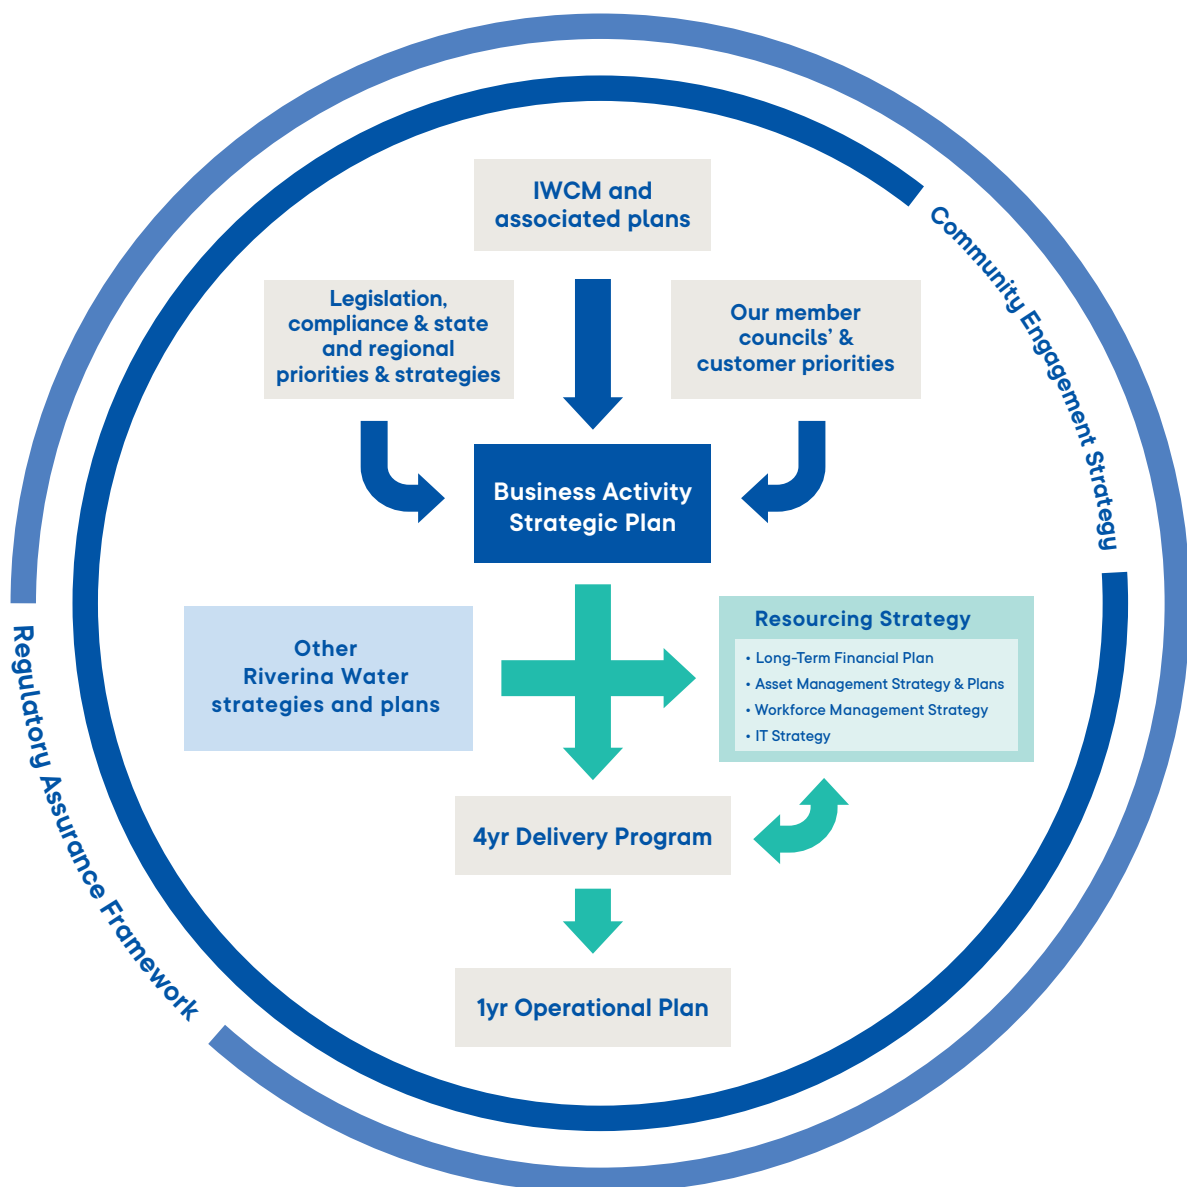 IWCM and
associated plans
Legislation,
compliance & state
and regional
priorities & strategies
Our member
councils’ &
customer priorities
Community Engagement Strategy
Business Activity
Strategic Plan
Other
Riverina Water
strategies and plans
Resourcing Strategy
• Long-Term Financial Plan
• Asset Management Strategy & Plans
• Workforce Management Strategy
• IT Strategy
Regulatory Assurance Framework
4yr Delivery Program
1yr Operational Plan